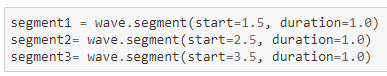 segment1 = wave.segment(start=1.5, duration=1.0)
segment2= wave.segment(start=2.5, duration=1.0)
segment3= wave.segment(start=3.5, duration=1.0)